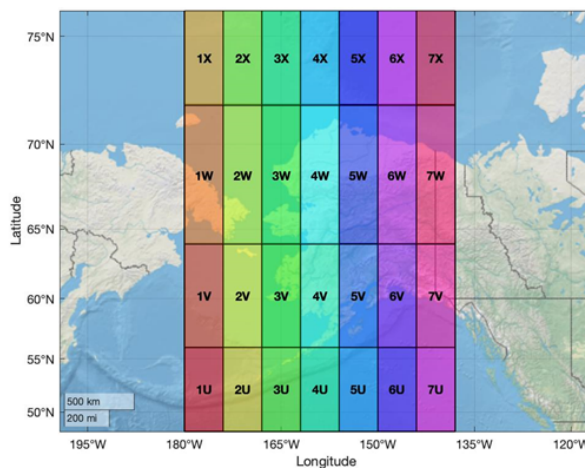 75°N
1X 2X 3X 4X 5X 6X 7X
70°N
1W 2W 3W 4W 5W 6W 7W
Latitude
65°N
1V 2V 3V 4V 5V 6V 7V
60°N
55°N
1U 2U 3U 4U 5U 6U 7U
500 km
200 mi
50°N
195°W 180°W 165°W 150°W 135°W 120°W
Longitude